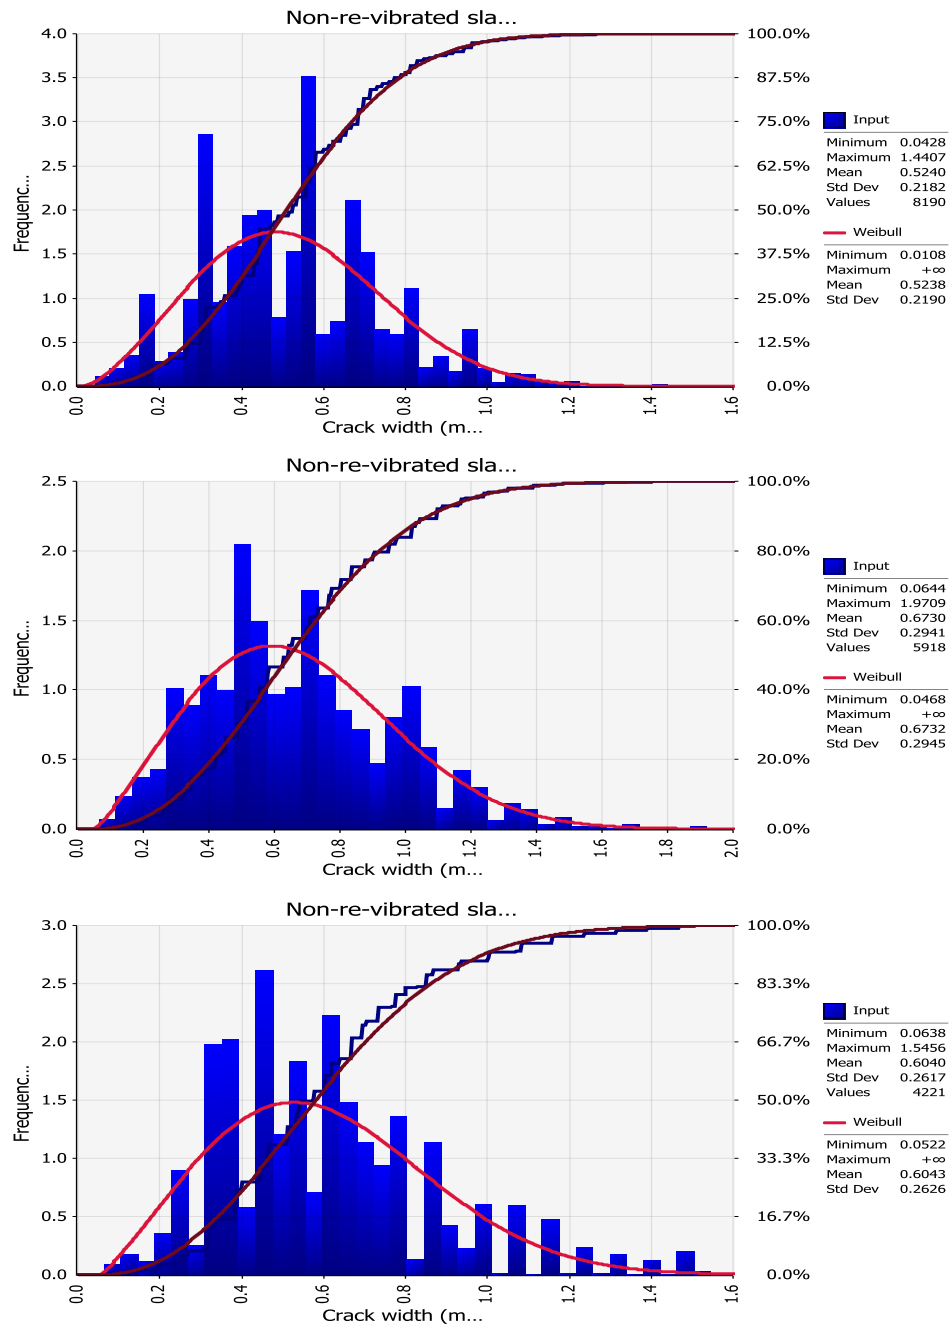 Non-re-vibrated sla...
4.0
3.5
3.0
2.5
2.0
1.5
1.0
0.5
0.0
Frequenc...
100.0%
87.5%
75.0%
62.5%
50.0%
37.5%
25.0%
12.5%
0.0%
0.0 0.2 0.4 0.6 0.8 1.0 1.2 1.4 1.6
Crack width (m...
Input
Minimum 0.0428
Maximum 1.4407
Mean 0.5240
Std Dev 0.2182
Values 8190
Weibull
Minimum 0.0108
Maximum +∞
Mean 0.5238
Std Dev 0.2190
Non-re-vibrated sla...
2.5
2.0
1.5
1.0
0.5
0.0
Frequenc...
100.0%
80.0%
60.0%
40.0%
20.0%
0.0%
0.0 0.2 0.4 0.6 0.8 1.0 1.2 1.4 1.6 1.8 2.0
Crack width (m...
Input
Minimum 0.0644
Maximum 1.9709
Mean 0.6730
Std Dev 0.2941
Values 5918
Weibull
Minimum 0.0468
Maximum +∞
Mean 0.6732
Std Dev 0.2945
Non-re-vibrated sla...
3.0
2.5
2.0
1.5
1.0
0.5
0.0
Frequenc...
100.0%
83.3%
66.7%
50.0%
33.3%
16.7%
0.0%
0.0 0.2 0.4 0.6 0.8 1.0 1.2 1.4 1.6
Crack width (m...
Input
Minimum 0.0638
Maximum 1.5456
Mean 0.6040
Std Dev 0.2617
Values 4221
Weibull
Minimum 0.0522
Maximum +∞
Mean 0.6043
Std Dev 0.2626